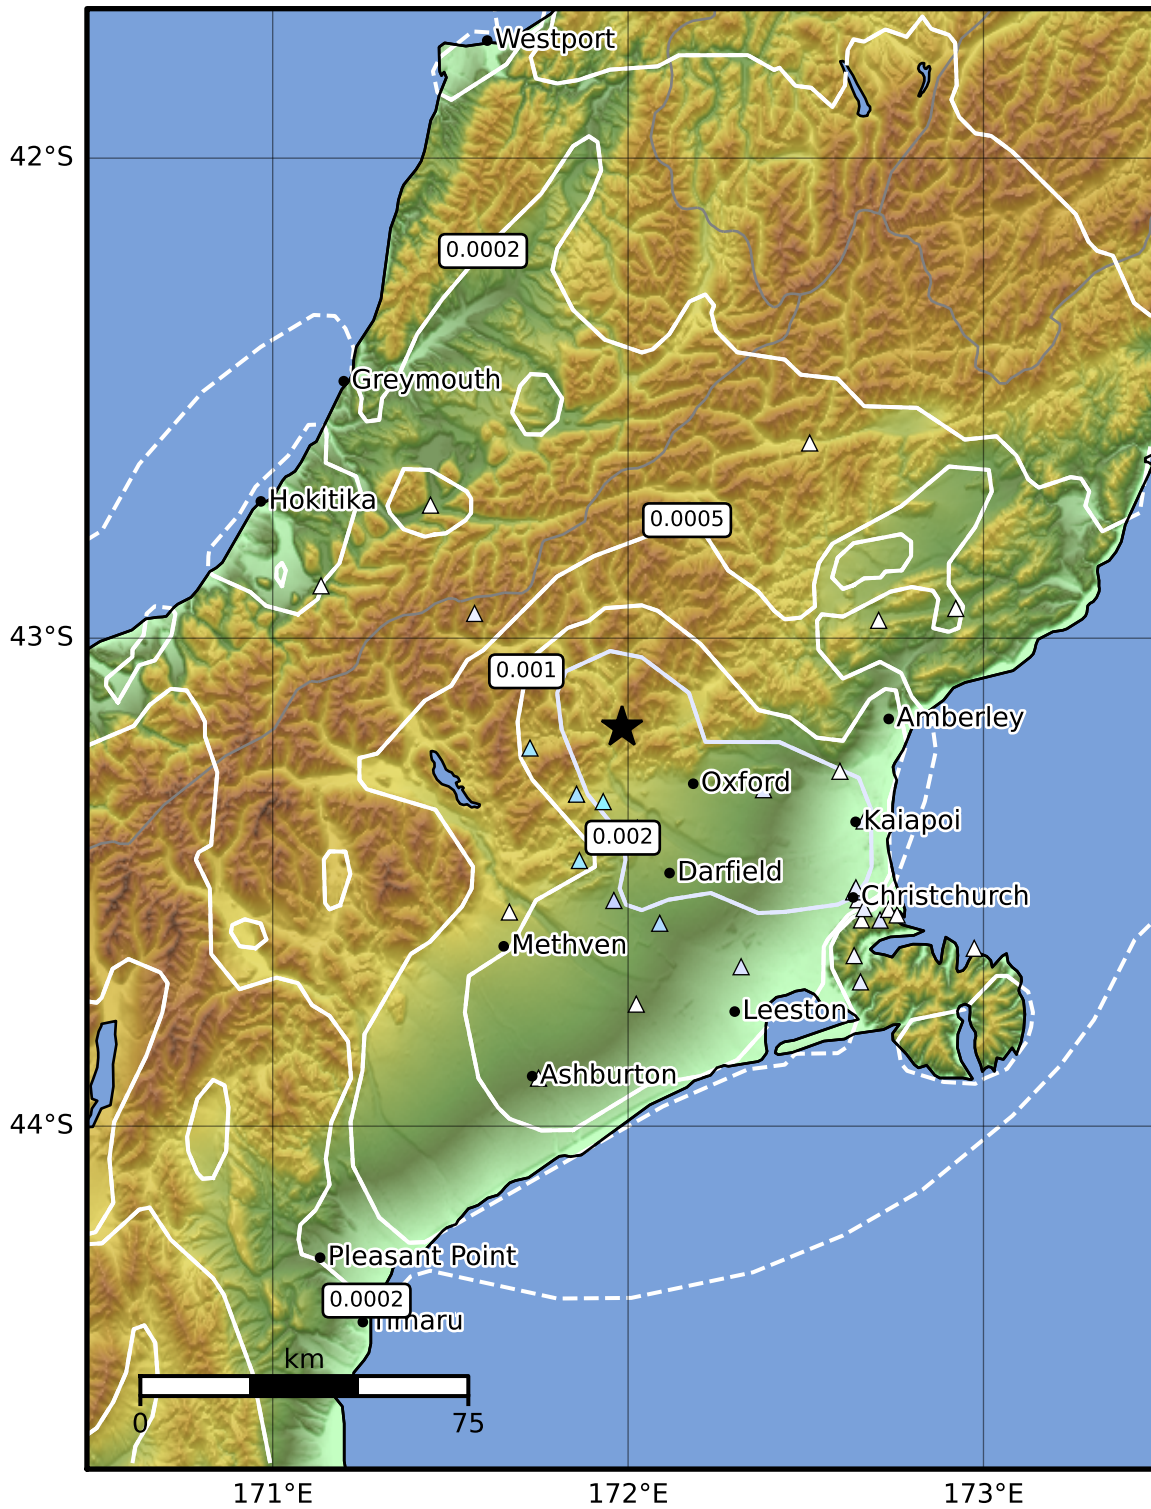 Westport
42°S
0.0002
Greymouth
Hokitika
0.0005
43°S
0.001
Amberley
Oxford
Kaiapoi
0.002
Darfield
Christchurch
Methven
Leeston
Ashburton
44°S
Pleasant Point
0.0002
km
0
75
171°E
172°E
173°E